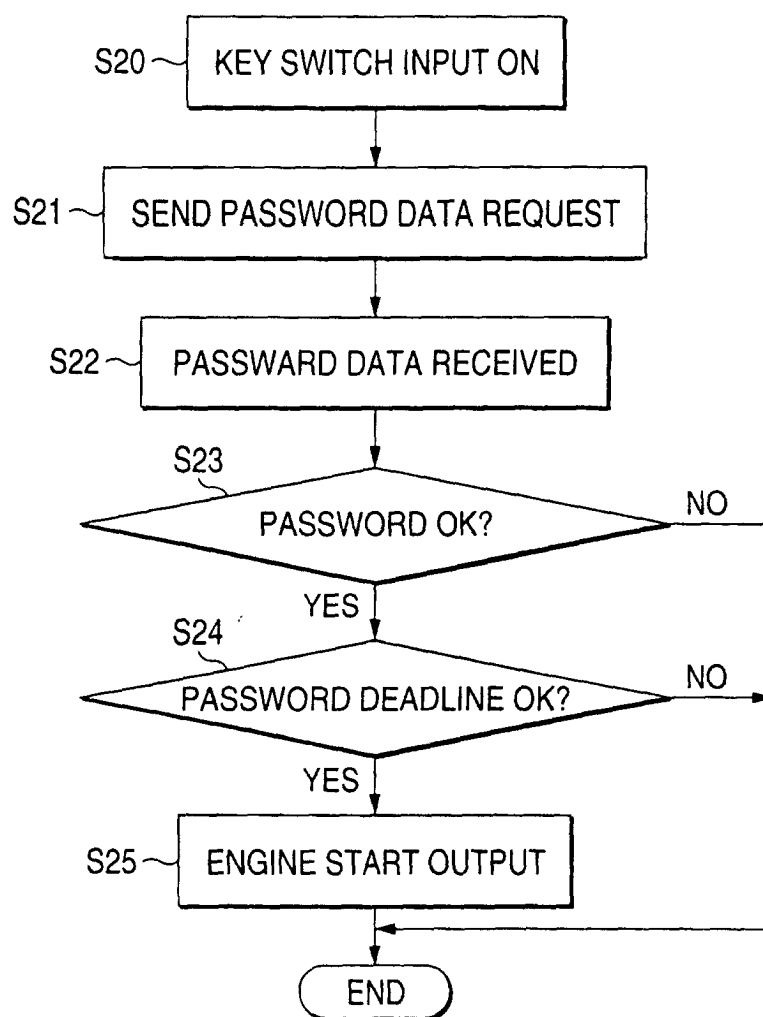 S20 KEY SWITCH INPUT ON
S21 SEND PASSWORD DATA REQUEST
S22 PASSWARD DATA RECEIVED
S23
PASSWORD OK?
NO
YES
S24
PASSWORD DEADLINE OK?
NO
YES
S25 ENGINE START OUTPUT
END